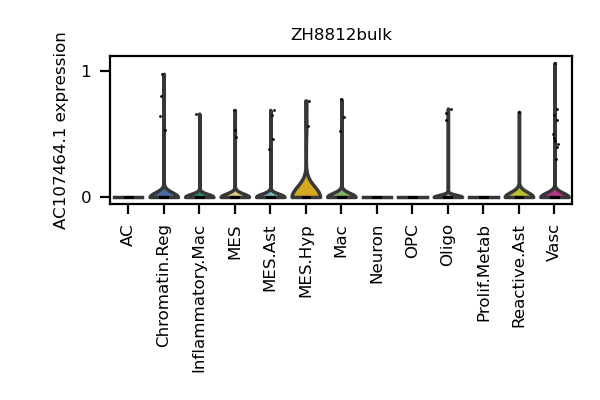 ZH8812bulk
AC107464.1 expression
1
0
AC
Chromatin.Reg
Inflammatory.Mac
MES
MES.Ast
MES.Hyp
Mac
Neuron
OPC
Oligo
Prolif.Metab
Reactive.Ast
Vasc